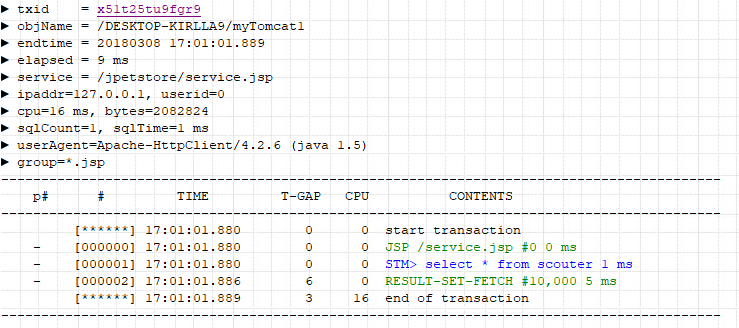 ► txid    = x51t25tu9fgr9
► objName = /DESKTOP-KIRLLA9/myTomcat1
► endtime = 20180308 17:01:01.889
► elapsed = 9 ms
► service = /jpetstore/service.jsp
► ipaddr=127.0.0.1, userid=0
► cpu=16 ms, bytes=2082824
► sqlCount=1, sqlTime=1 ms
► userAgent=Apache-HttpClient/4.2.6 (java 1.5)
► group=*.jsp
------------------------------------------------------------------------------------------
p#      #          TIME         T-GAP   CPU          CONTENTS
------------------------------------------------------------------------------------------
[******] 17:01:01.880        0      0  start transaction
-    [000000] 17:01:01.880        0      0  JSP /service.jsp #0 0 ms
-    [000001] 17:01:01.880        0      0  STM> select * from scouter 1 ms
-    [000002] 17:01:01.886        6      0  RESULT-SET-FETCH #10,000 5 ms
[******] 17:01:01.889        3     16  end of transaction
------------------------------------------------------------------------------------------